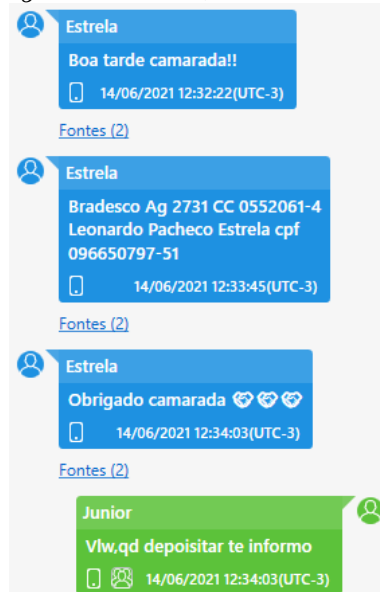 Estrela
Boa tarde camarada!!
14/06/2021 12:32:22(UTC-3)
Fontes (2)
Estrela
Bradesco Ag 2731 CC 0552061-4
Leonardo Pacheco Estrela cpf
096650797-51
14/06/2021 12:33:45(UTC-3)
Fontes (2)
Estrela
Obrigado camarada 🤝🤝🤝
14/06/2021 12:34:03(UTC-3)
Fontes (2)
Junior
Vlw,qd depoisitar te informo
14/06/2021 12:34:03(UTC-3)